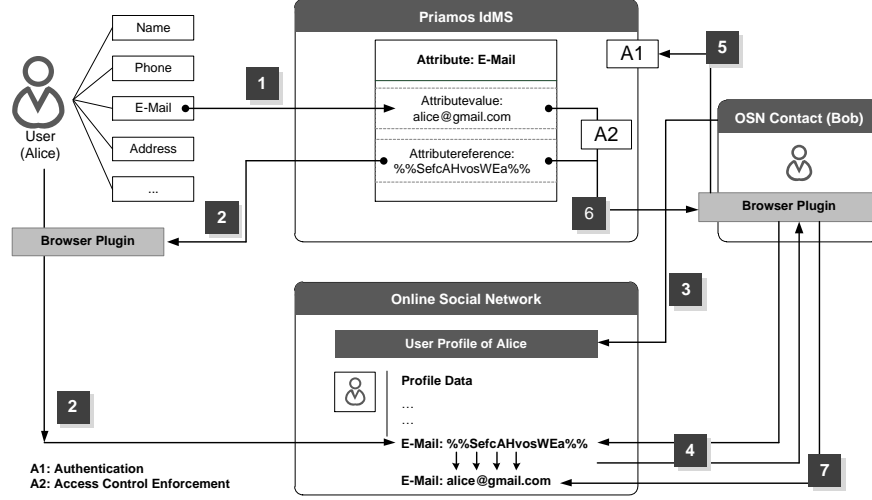 Name
Phone
E-Mail
Address
...
User
(Alice)
1
Priamos IdMS
Attribute: E-Mail
Attributevalue:
alice@gmail.com
Attributereference:
%%SefcAHvosWEa%%
A1
A2
5
6
OSN Contact (Bob)
Browser Plugin
2
Browser Plugin
3
Online Social Network
User Profile of Alice
Profile Data
...
...
E-Mail: %%SefcAHvosWEa%%
E-Mail: alice@gmail.com
2
4
7
A1: Authentication
A2: Access Control Enforcement